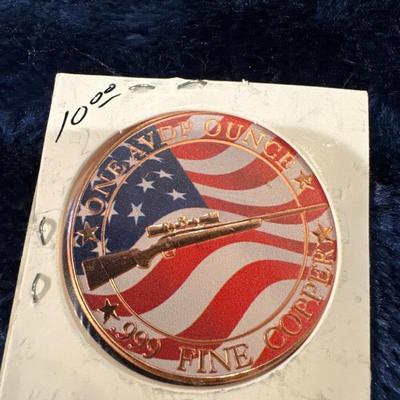 10.00
ONE AVDP OUNCE
.999 FINE COPPER